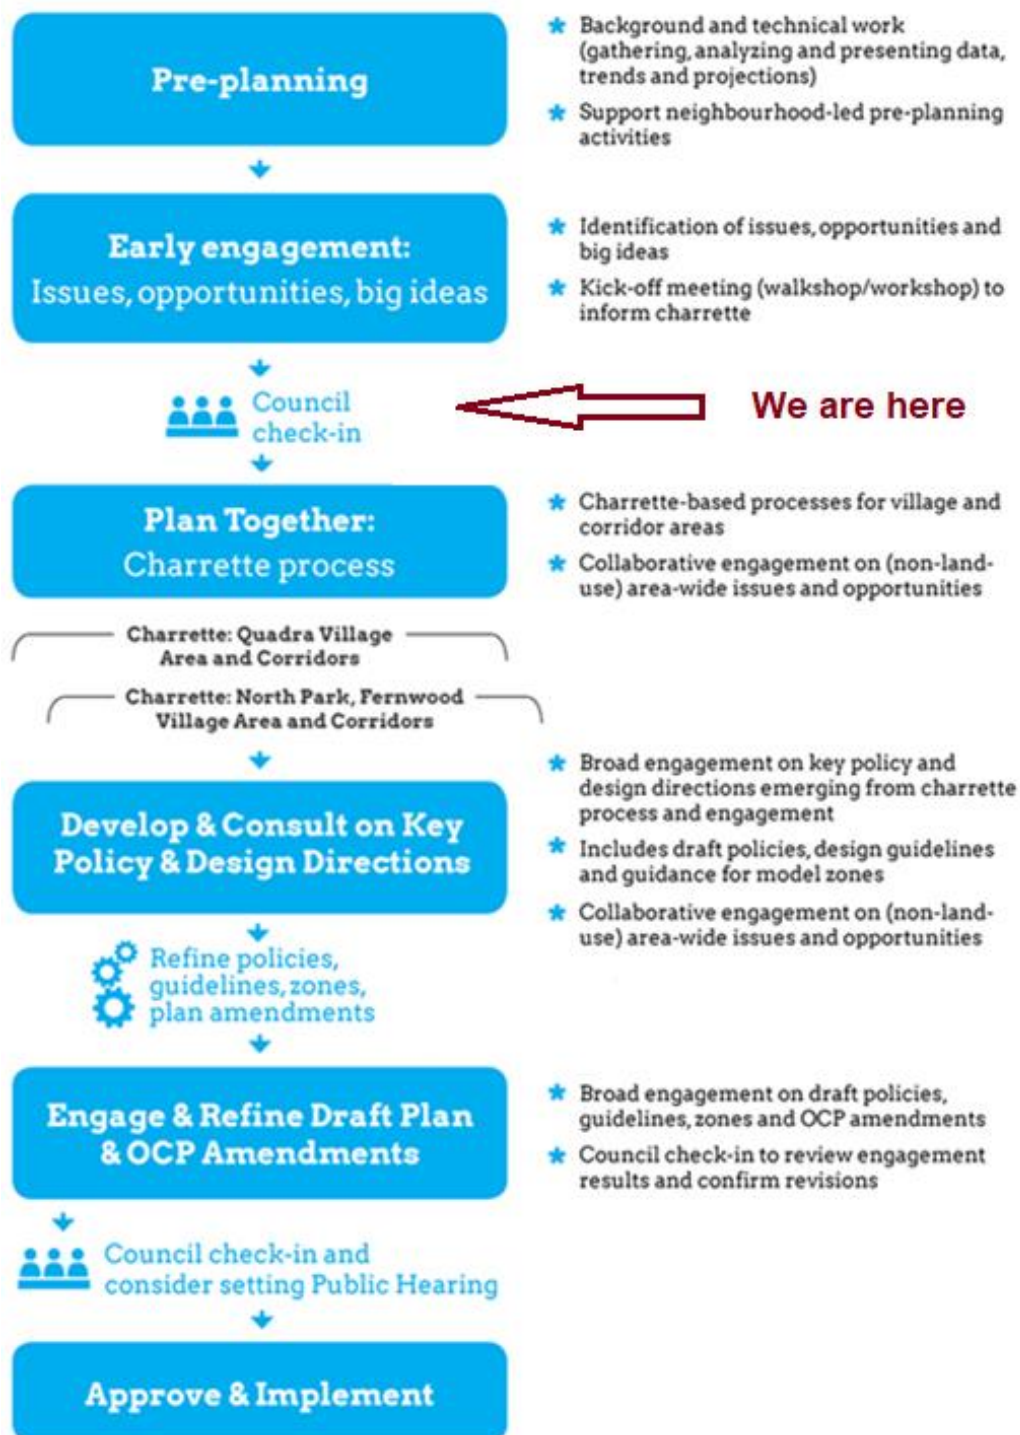 Pre-planning
* Background and technical work
(gathering, analyzing and presenting data,
trends and projections)
* Support neighbourhood-led pre-planning
activities
Early engagement:
Issues, opportunities, big ideas
* Identification of issues, opportunities and
big ideas
* Kick-off meeting (walkshop/workshop) to
inform charrette
Council
check-in
We are here
Plan Together:
Charrette process
* Charrette-based processes for village and
corridor areas
* Collaborative engagement on (non-land-
use) area-wide issues and opportunities
Charrette: Quadra Village
Area and Corridors
Charrette: North Park, Fernwood
Village Area and Corridors
Develop & Consult on Key
Policy & Design Directions
* Broad engagement on key policy and
design directions emerging from charrette
process and engagement
* Includes draft policies, design guidelines
and guidance for model zones
* Collaborative engagement on (non-land-
use) area-wide issues and opportunities
Refine policies,
guidelines, zones,
plan amendments
Engage & Refine Draft Plan
& OCP Amendments
* Broad engagement on draft policies,
guidelines, zones and OCP amendments
* Council check-in to review engagement
results and confirm revisions
Council check-in and
consider setting Public Hearing
Approve & Implement